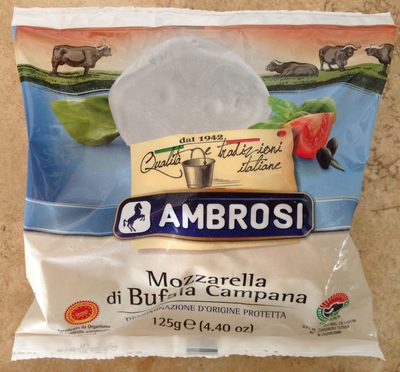 dal 1942
Qualità e tradizioni
italiane
AMBROSI
Mozzarella
di Bufala Campana
DENOMINAZIONE D'ORIGINE PROTETTA
125g e (4.40 oz)